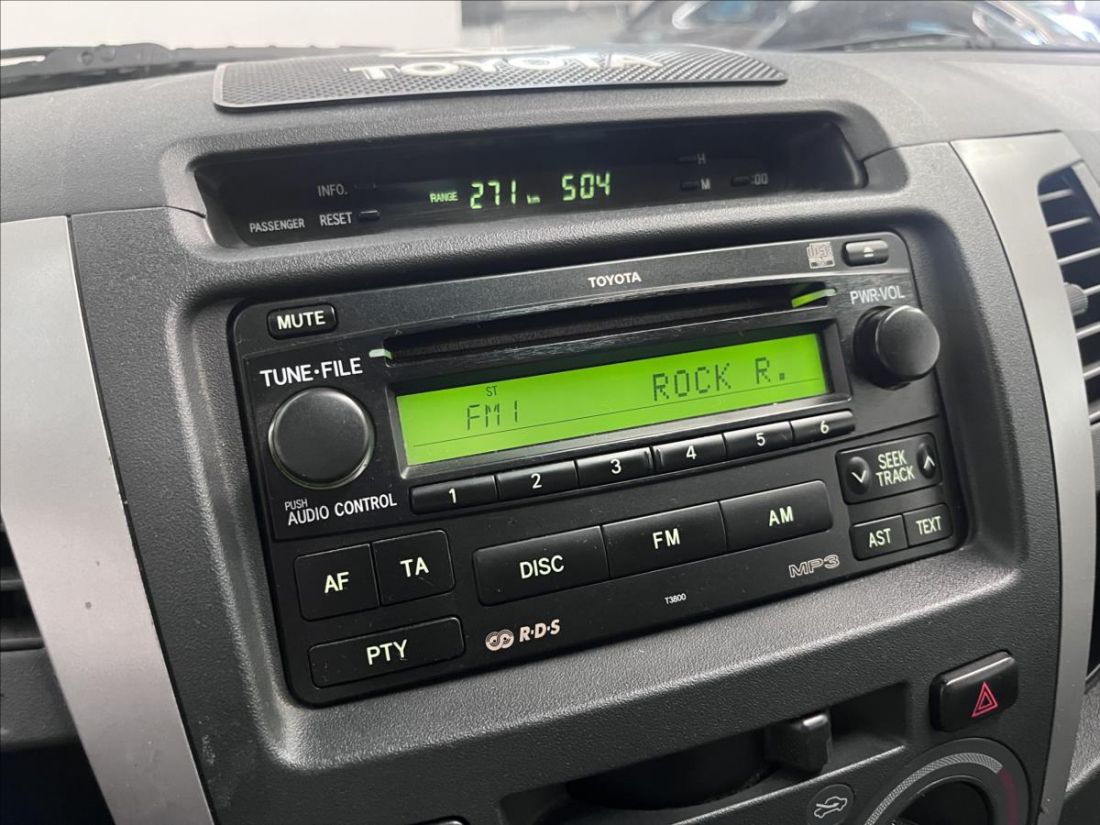 TOYOTA
INFO.
RANGE 271 km 504
H
M
:00
PASSENGER RESET
TOYOTA
MUTE
PWR·VOL
TUNE·FILE
ST
FM1 ROCK R.
PUSH
AUDIO CONTROL
1 2 3 4 5 6
SEEK
TRACK
AF TA DISC FM AM AST TEXT
MP3
T3800
PTY
R·D·S